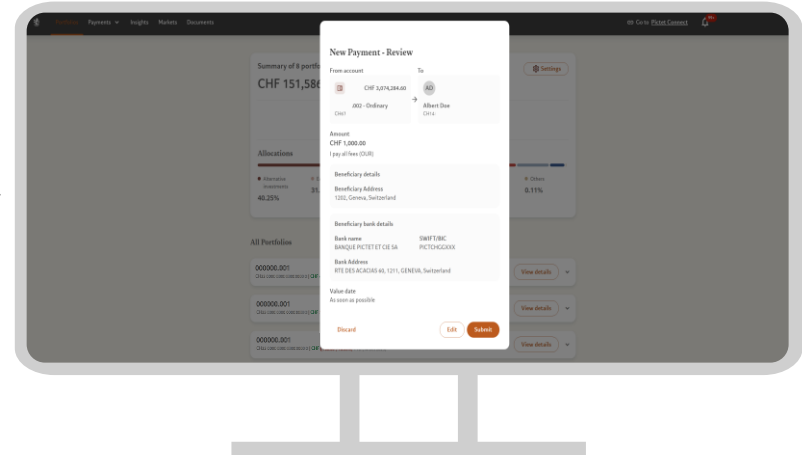 Portfolios Payments Insights Markets Documents
Go to Pictet Connect
Summary of 9 portfo
CHF 151,586
Settings
Allocations
Alternative
Investments
40.25%
31.
Others
0.11%
All Portfolios
000000.001
View details
000000.001
View details
000000.001
View details
New Payment - Review
From account
To
CHF 2,074,284.60
AD
.002 - Ordinary
Albert Doe
Amount
CHF 1,000.00
I pay all fees (OUR)
Beneficiary details
Beneficiary Address
1202, Geneva, Switzerland
Beneficiary bank details
Bank name
SWIFT/BIC
BANQUE PICTET ET CIE SA
PICTCHGGXXX
Bank Address
RTE DES ACACIAS 60, 1211, GENEVA, Switzerland
Value date
As soon as possible
Discard
Edit
Submit